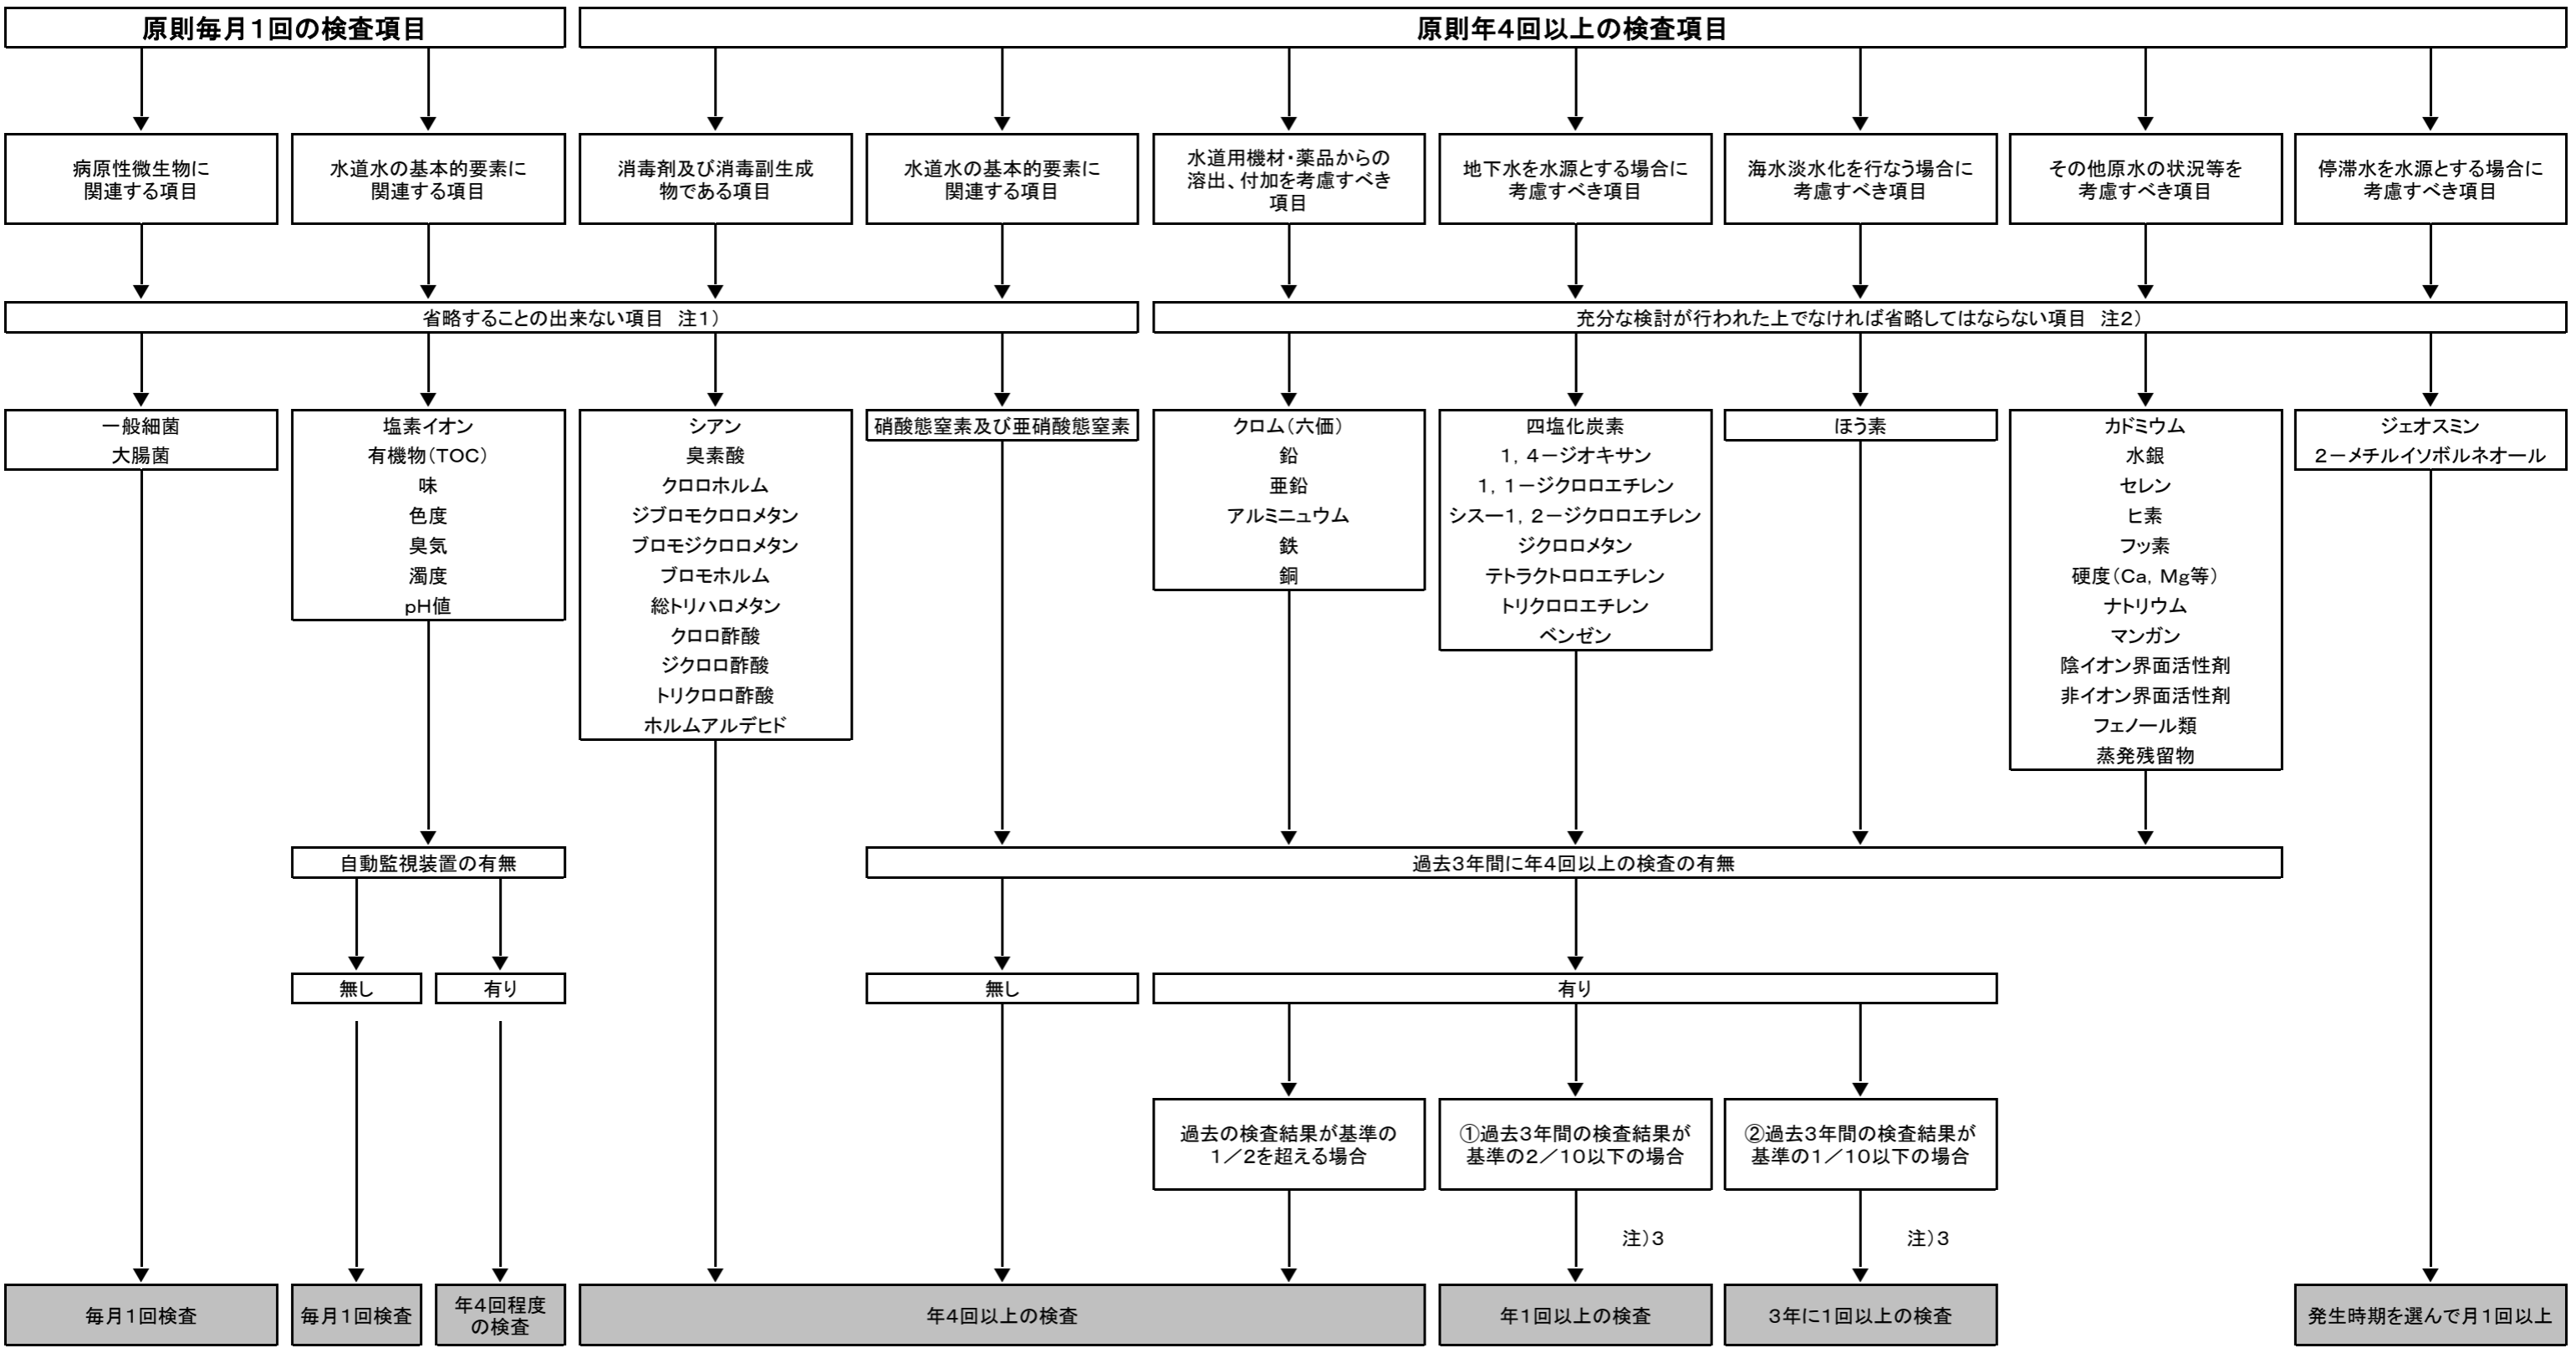 原則毎月1回の検査項目
原則年4回以上の検査項目
病原性微生物に
関連する項目
水道水の基本的要素に
関連する項目
消毒剤及び消毒副生成
物である項目
水道水の基本的要素に
関連する項目
水道用機材・薬品からの
溶出、付加を考慮すべき
項目
地下水を水源とする場合に
考慮すべき項目
海水淡水化を行なう場合に
考慮すべき項目
その他原水の状況等を
考慮すべき項目
停滞水を水源とする場合に
考慮すべき項目
省略することの出来ない項目 注1）
充分な検討が行われた上でなければ省略してはならない項目 注2）
一般細菌
大腸菌
塩素イオン
有機物（TOC）
味
色度
臭気
濁度
pH値
シアン
臭素酸
クロロホルム
ジブロモクロロメタン
ブロモジクロロメタン
ブロモホルム
総トリハロメタン
クロロ酢酸
ジクロロ酢酸
トリクロロ酢酸
ホルムアルデヒド
硝酸態窒素及び亜硝酸態窒素
クロム（六価）
鉛
亜鉛
アルミニュウム
鉄
銅
四塩化炭素
1，4－ジオキサン
1，1－ジクロロエチレン
シス－1，2－ジクロロエチレン
ジクロロメタン
テトラクトロロエチレン
トリクロロエチレン
ベンゼン
ほう素
カドミウム
水銀
セレン
ヒ素
フッ素
硬度（Ca，Mg等）
ナトリウム
マンガン
陰イオン界面活性剤
非イオン界面活性剤
フェノール類
蒸発残留物
ジェオスミン
2－メチルイソボルネオール
自動監視装置の有無
過去3年間に年4回以上の検査の有無
無し
有り
無し
有り
過去の検査結果が基準の
1／2を超える場合
①過去3年間の検査結果が
基準の2／10以下の場合
②過去3年間の検査結果が
基準の1／10以下の場合
注）3
注）3
毎月1回検査
毎月1回検査
年4回程度
の検査
年4回以上の検査
年1回以上の検査
3年に1回以上の検査
発生時期を選んで月1回以上